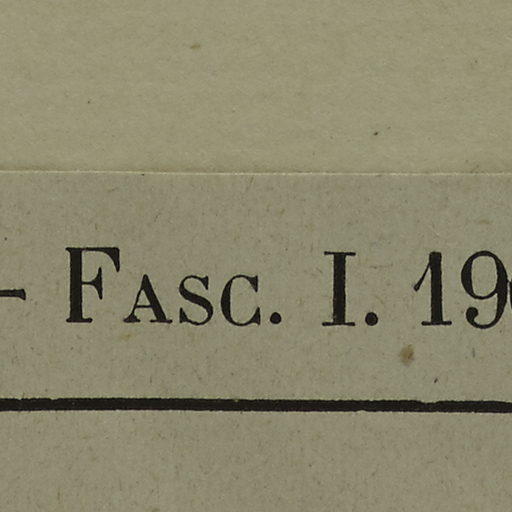 – Fasc. I. 19